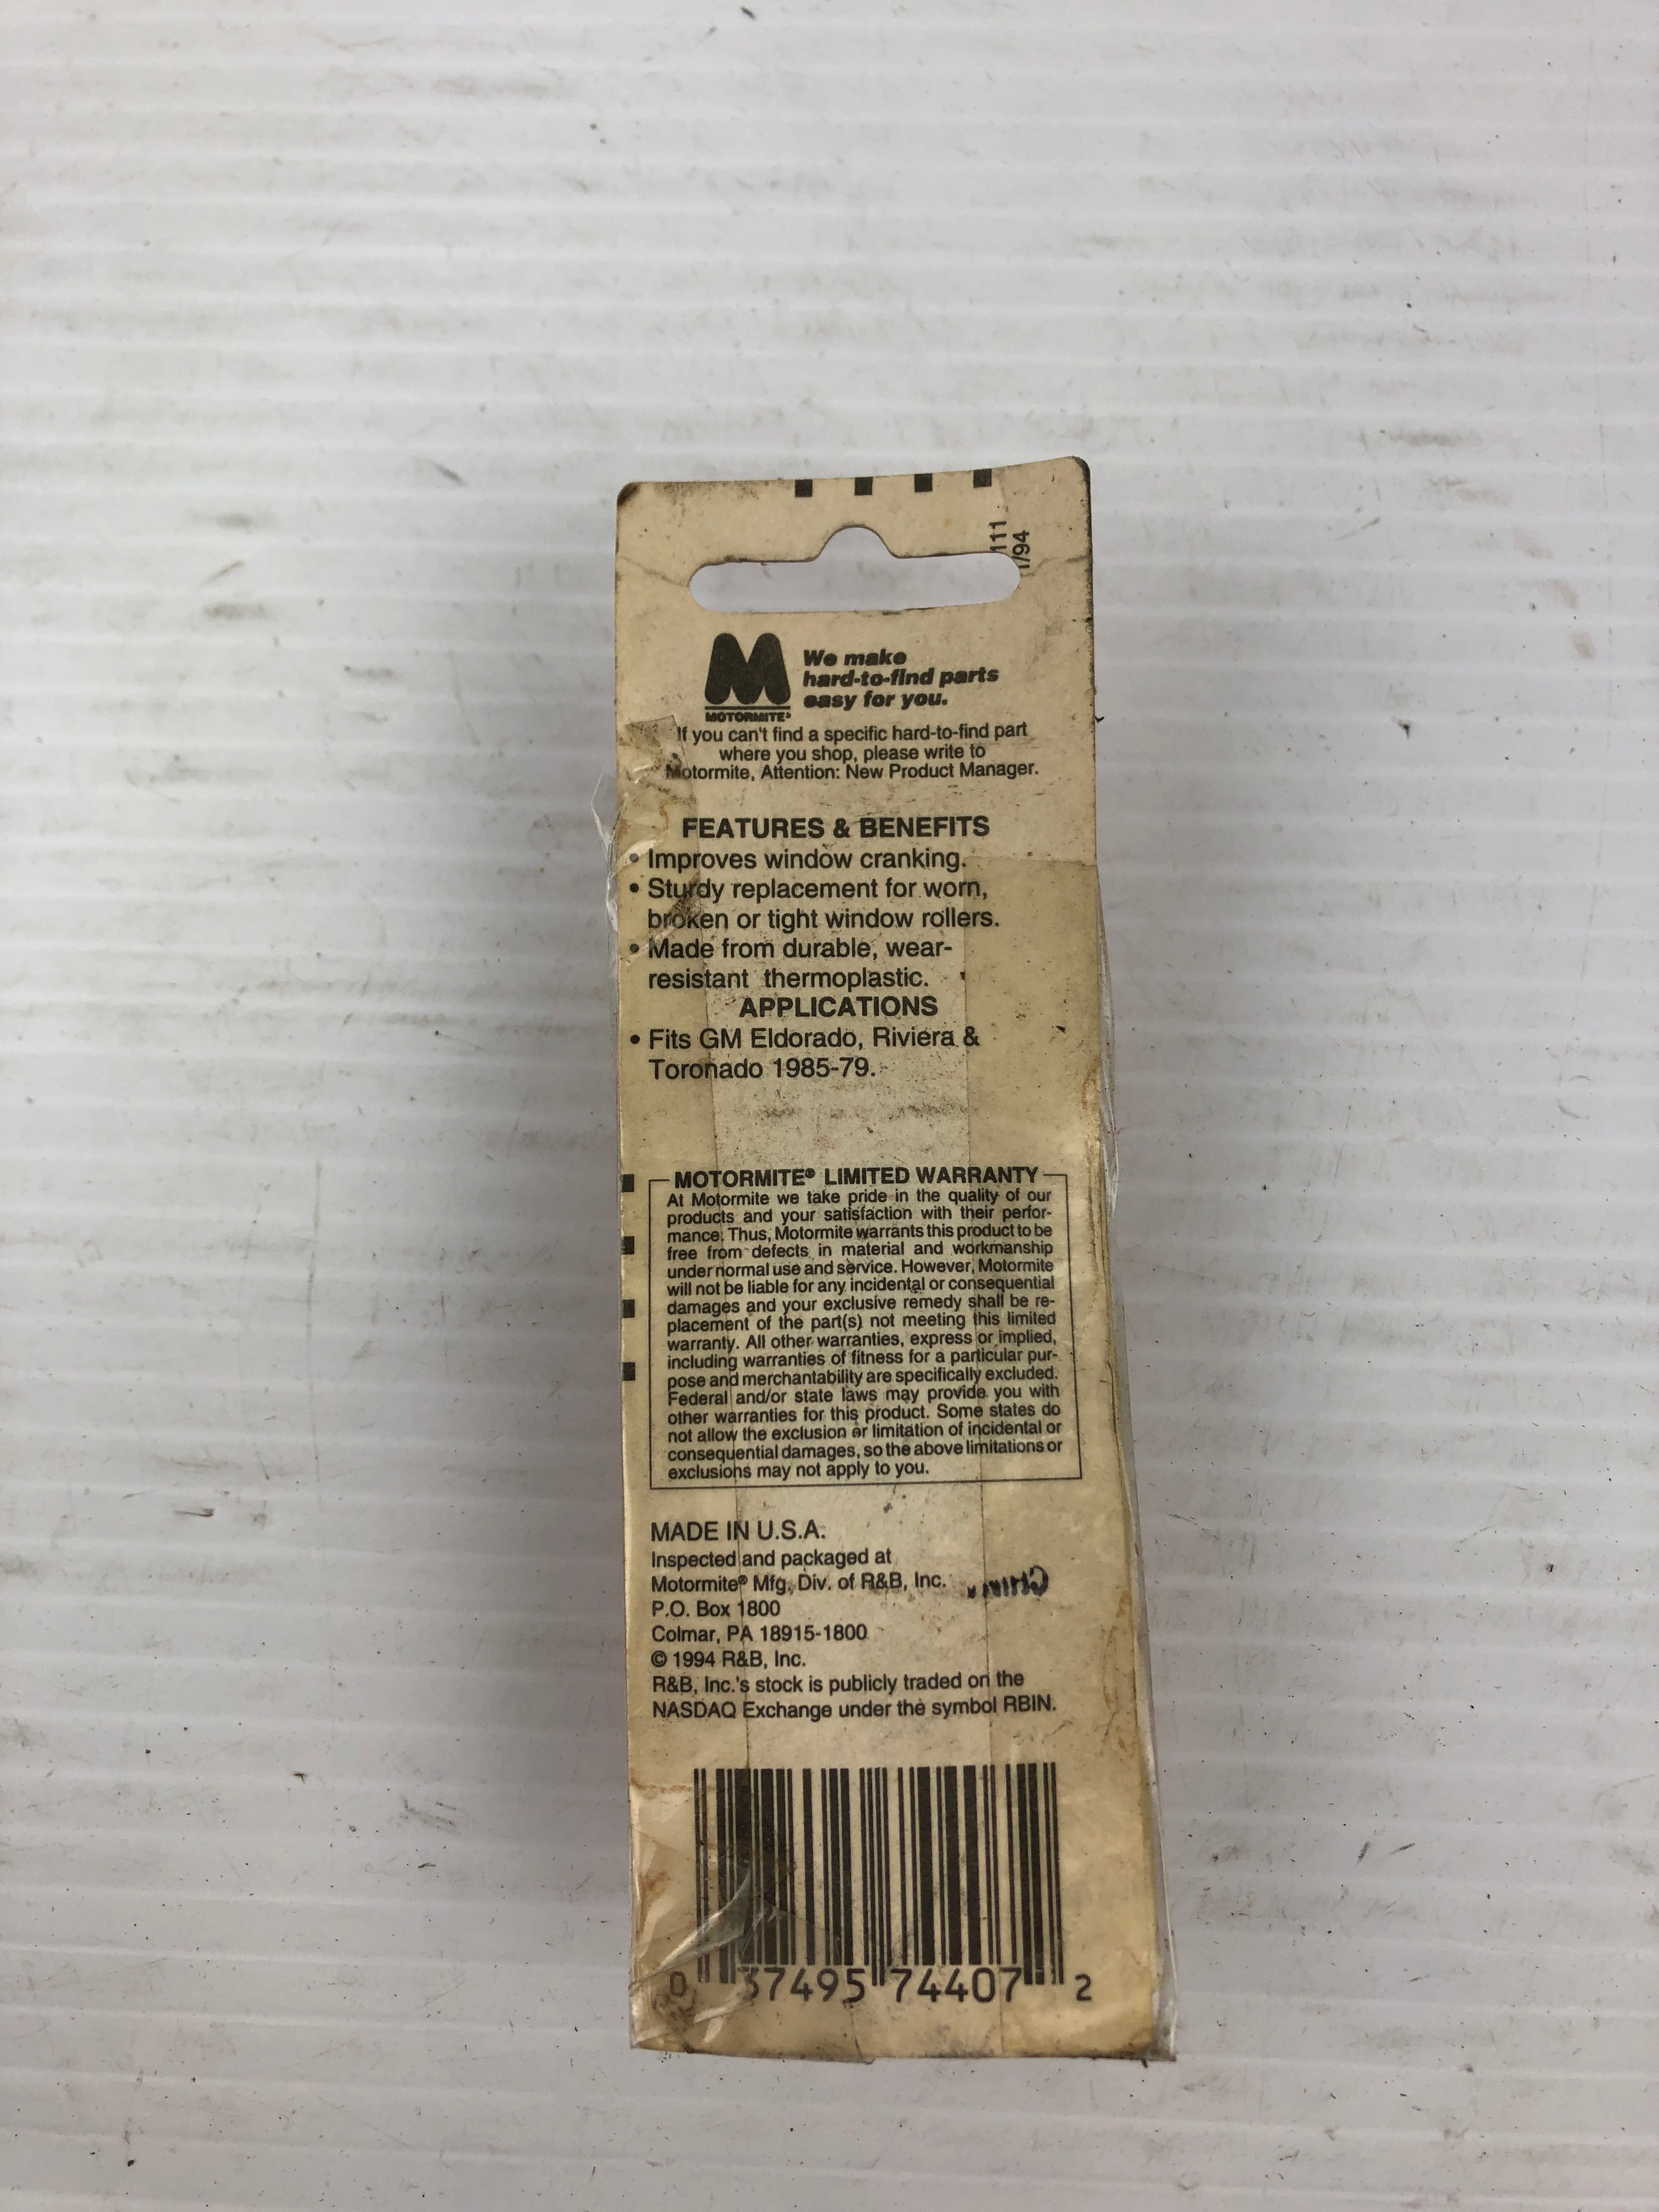 111
1/94
We make
hard-to-find parts
easy for you.
MOTORMITE®
If you can't find a specific hard-to-find part
where you shop, please write to
Motormite, Attention: New Product Manager.
FEATURES & BENEFITS
• Improves window cranking.
• Sturdy replacement for worn,
broken or tight window rollers.
• Made from durable, wear-
resistant thermoplastic.
APPLICATIONS
• Fits GM Eldorado, Riviera &
Toronado 1985-79.
MOTORMITE® LIMITED WARRANTY
At Motormite we take pride in the quality of our
products and your satisfaction with their perfor-
mance. Thus, Motormite warrants this product to be
free from defects in material and workmanship
under normal use and service. However, Motormite
will not be liable for any incidental or consequential
damages and your exclusive remedy shall be re-
placement of the part(s) not meeting this limited
warranty. All other warranties, express or implied,
including warranties of fitness for a particular pur-
pose and merchantability are specifically excluded.
Federal and/or state laws may provide you with
other warranties for this product. Some states do
not allow the exclusion or limitation of incidental or
consequential damages, so the above limitations or
exclusions may not apply to you.
MADE IN U.S.A.
Inspected and packaged at
Motormite® Mfg, Div. of R&B, Inc.
P.O. Box 1800
Colmar, PA 18915-1800
© 1994 R&B, Inc.
R&B, Inc.'s stock is publicly traded on the
NASDAQ Exchange under the symbol RBIN.
0 37495 74407 2